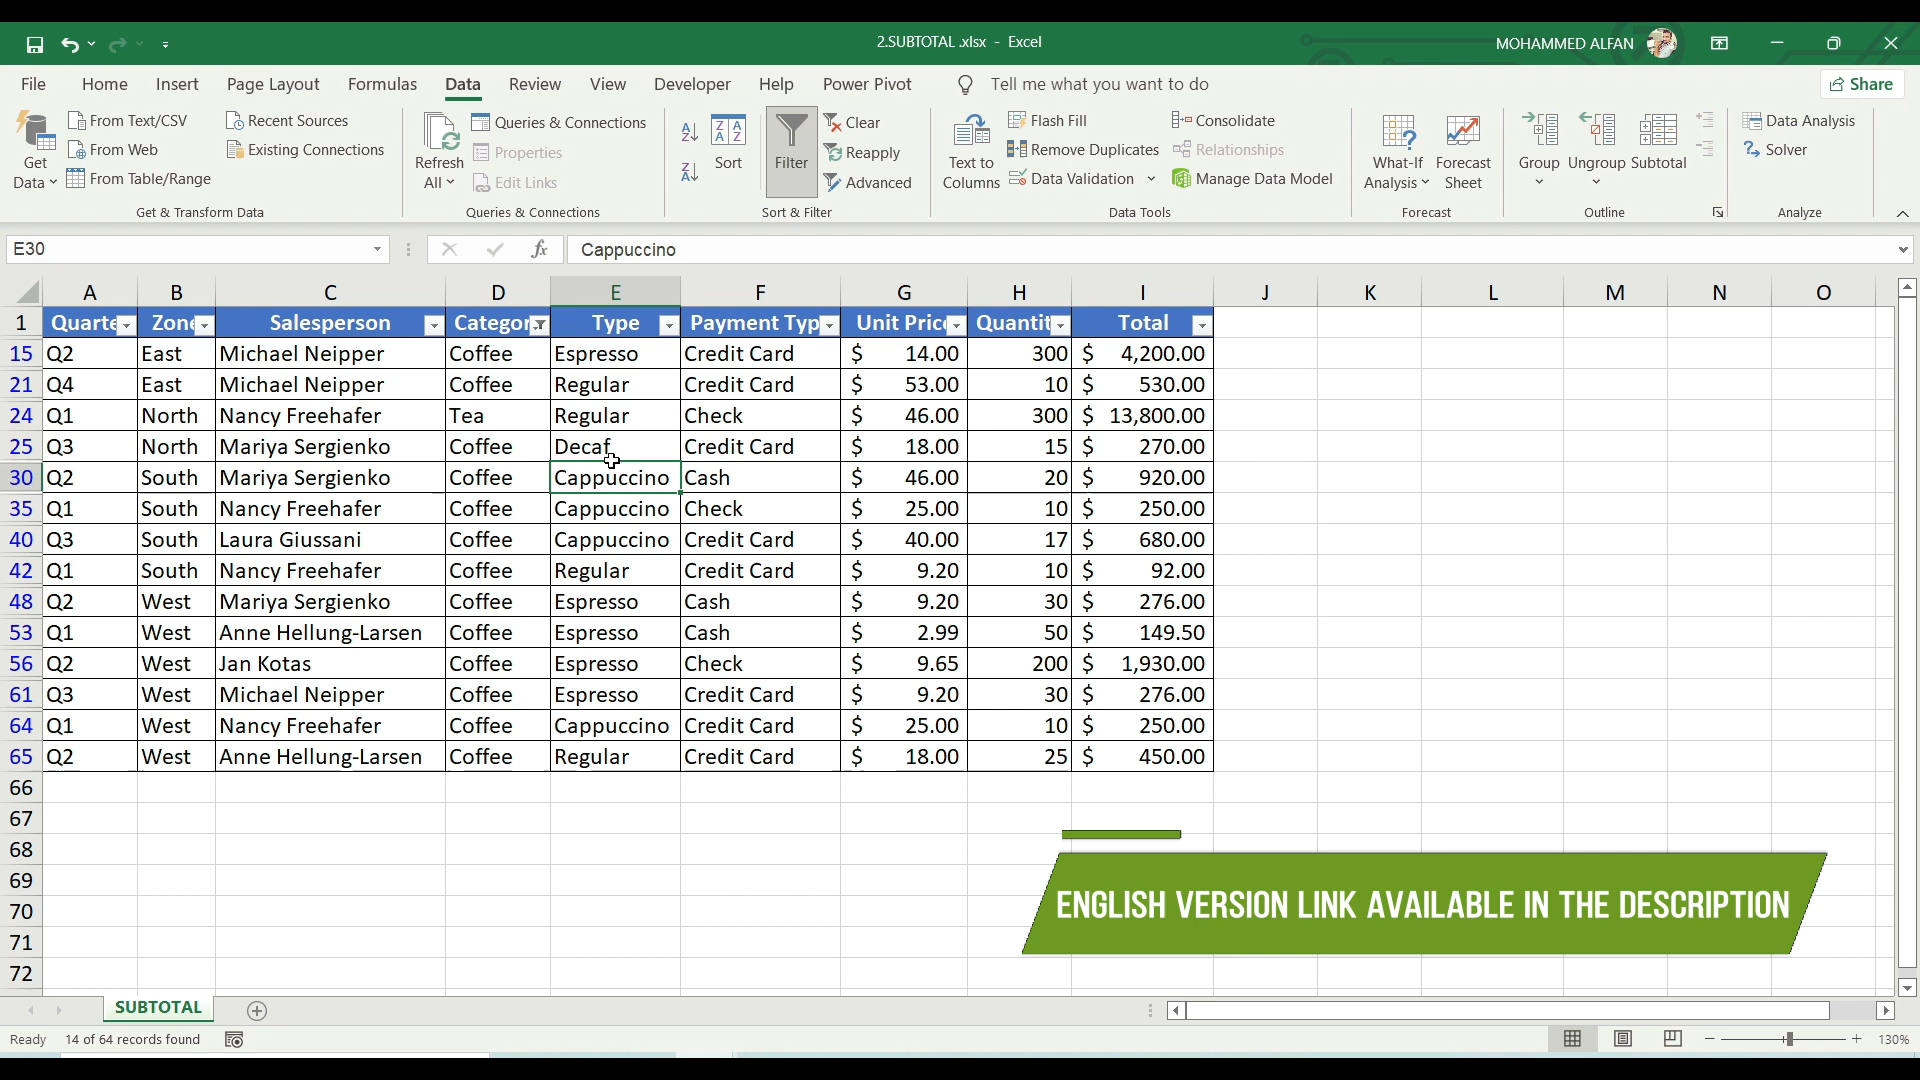 2.SUBTOTAL .xlsx - Excel
MOHAMMED ALFAN
File Home Insert Page Layout Formulas Data Review View Developer Help Power Pivot Tell me what you want to do Share
Get Data
From Text/CSV
From Web
From Table/Range
Recent Sources
Existing Connections
Get & Transform Data
Refresh All
Queries & Connections
Properties
Edit Links
Queries & Connections
Sort
Filter
Clear
Reapply
Advanced
Sort & Filter
Text to Columns
Flash Fill
Remove Duplicates
Data Validation
Consolidate
Relationships
Manage Data Model
Data Tools
What-If Analysis
Forecast Sheet
Forecast
Group
Ungroup
Subtotal
Outline
Data Analysis
Solver
Analyze
E30 fx Cappuccino
A B C D E F G H I J K L M N O
1 Quarte Zone Salesperson Categor Type Payment Typ Unit Pric Quantit Total
15 Q2 East Michael Neipper Coffee Espresso Credit Card $ 14.00 300 $ 4,200.00
21 Q4 East Michael Neipper Coffee Regular Credit Card $ 53.00 10 $ 530.00
24 Q1 North Nancy Freehafer Tea Regular Check $ 46.00 300 $ 13,800.00
25 Q3 North Mariya Sergienko Coffee Decaf Credit Card $ 18.00 15 $ 270.00
30 Q2 South Mariya Sergienko Coffee Cappuccino Cash $ 46.00 20 $ 920.00
35 Q1 South Nancy Freehafer Coffee Cappuccino Check $ 25.00 10 $ 250.00
40 Q3 South Laura Giussani Coffee Cappuccino Credit Card $ 40.00 17 $ 680.00
42 Q1 South Nancy Freehafer Coffee Regular Credit Card $ 9.20 10 $ 92.00
48 Q2 West Mariya Sergienko Coffee Espresso Cash $ 9.20 30 $ 276.00
53 Q1 West Anne Hellung-Larsen Coffee Espresso Cash $ 2.99 50 $ 149.50
56 Q2 West Jan Kotas Coffee Espresso Check $ 9.65 200 $ 1,930.00
61 Q3 West Michael Neipper Coffee Espresso Credit Card $ 9.20 30 $ 276.00
64 Q1 West Nancy Freehafer Coffee Cappuccino Credit Card $ 25.00 10 $ 250.00
65 Q2 West Anne Hellung-Larsen Coffee Regular Credit Card $ 18.00 25 $ 450.00
66
67
68
69
70
71
72
ENGLISH VERSION LINK AVAILABLE IN THE DESCRIPTION
SUBTOTAL
Ready 14 of 64 records found 130%